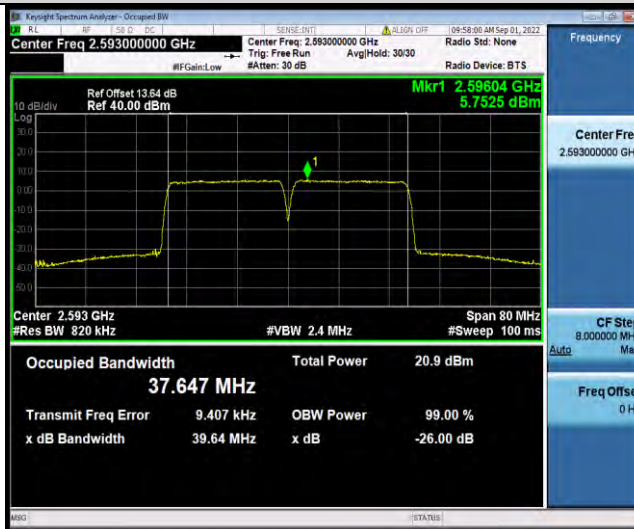 Keysight Spectrum Analyzer - Occupied BW
RL RF 50 Ω DC SENSE:INT ALIGN OFF 09:58:00 AM Sep 01, 2022
Center Freq 2.593000000 GHz Center Freq: 2.593000000 GHz Radio Std: None Frequency
Trig: Free Run Avg|Hold: 30/30
#IFGain:Low #Atten: 30 dB Radio Device: BTS
Ref Offset 13.64 dB Mkr1 2.59604 GHz
10 dB/div Ref 40.00 dBm 5.7525 dBm
Log
30.0
20.0
10.0
0.00
-10.0
-20.0
-30.0
-40.0
-50.0
1
Center Fre
2.593000000 GH
Center 2.593 GHz Span 80 MHz
#Res BW 820 kHz #VBW 2.4 MHz #Sweep 100 ms
CF Ste
8.000000 MH
Auto Ma
Occupied Bandwidth Total Power 20.9 dBm
37.647 MHz
Freq Offse
0 H
Transmit Freq Error 9.407 kHz OBW Power 99.00 %
x dB Bandwidth 39.64 MHz x dB -26.00 dB
MSG STATUS